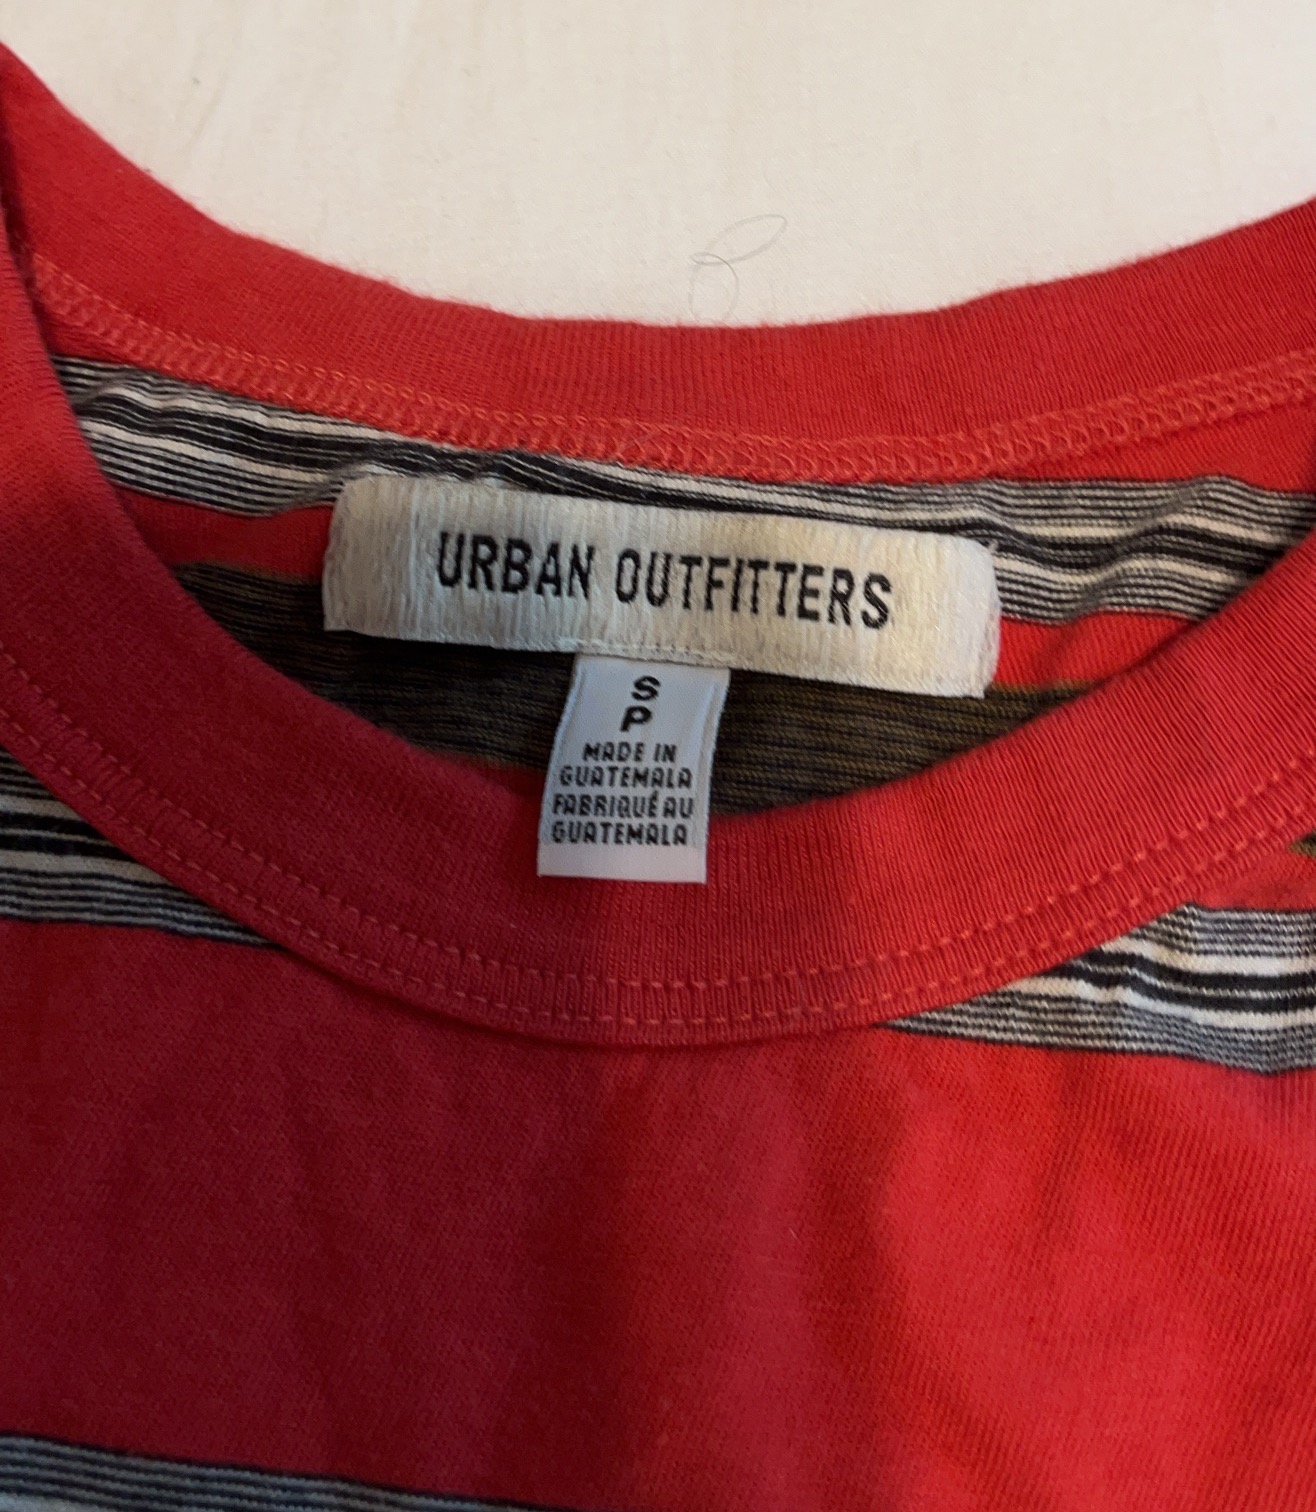 URBAN OUTFITTERS
S
P
MADE IN
GUATEMALA
FABRIQUÉ AU
GUATEMALA